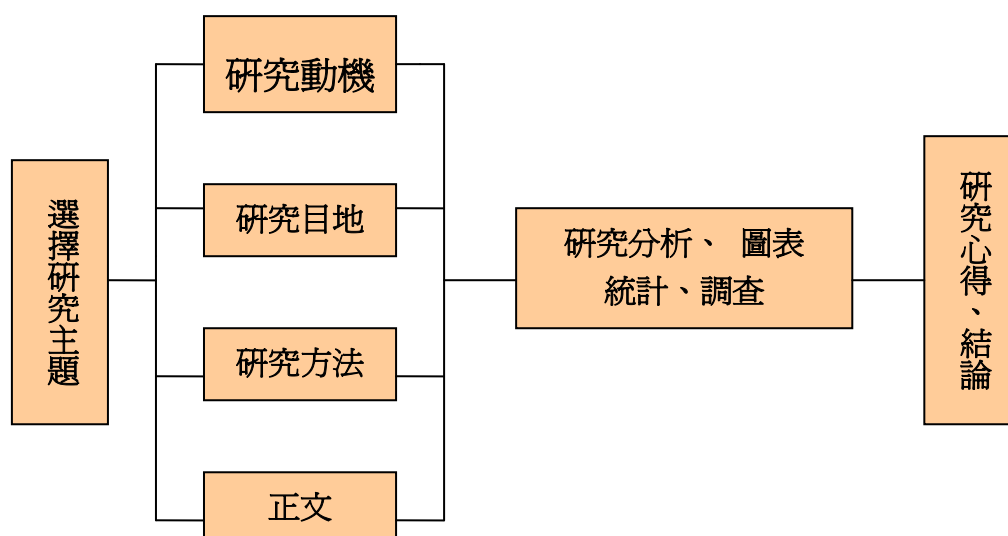 選擇研究主題
研究動機
研究目地
研究方法
正文
研究分析、 圖表
統計、調查
研究心得、結論